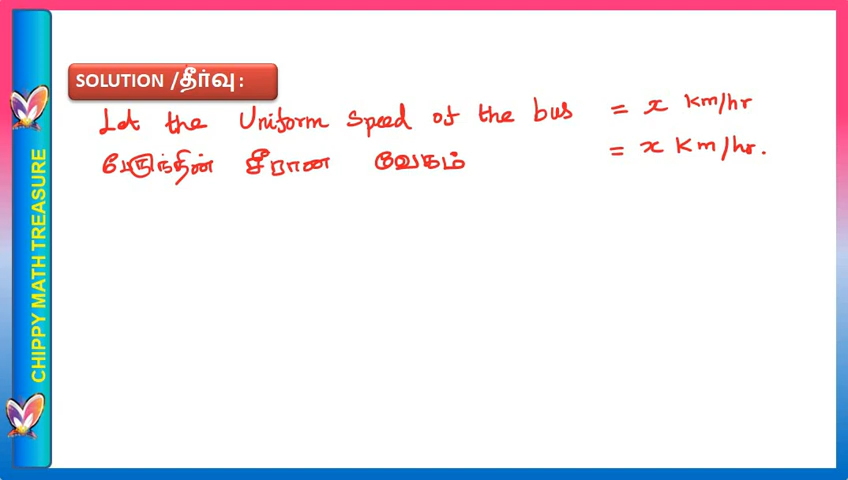 SOLUTION /தீர்வு :
Let the Uniform Speed of the bus = x Km/hr
பேருந்தின் சீரான வேகம் = x Km/hr.
CHIPPY MATH TREASURE